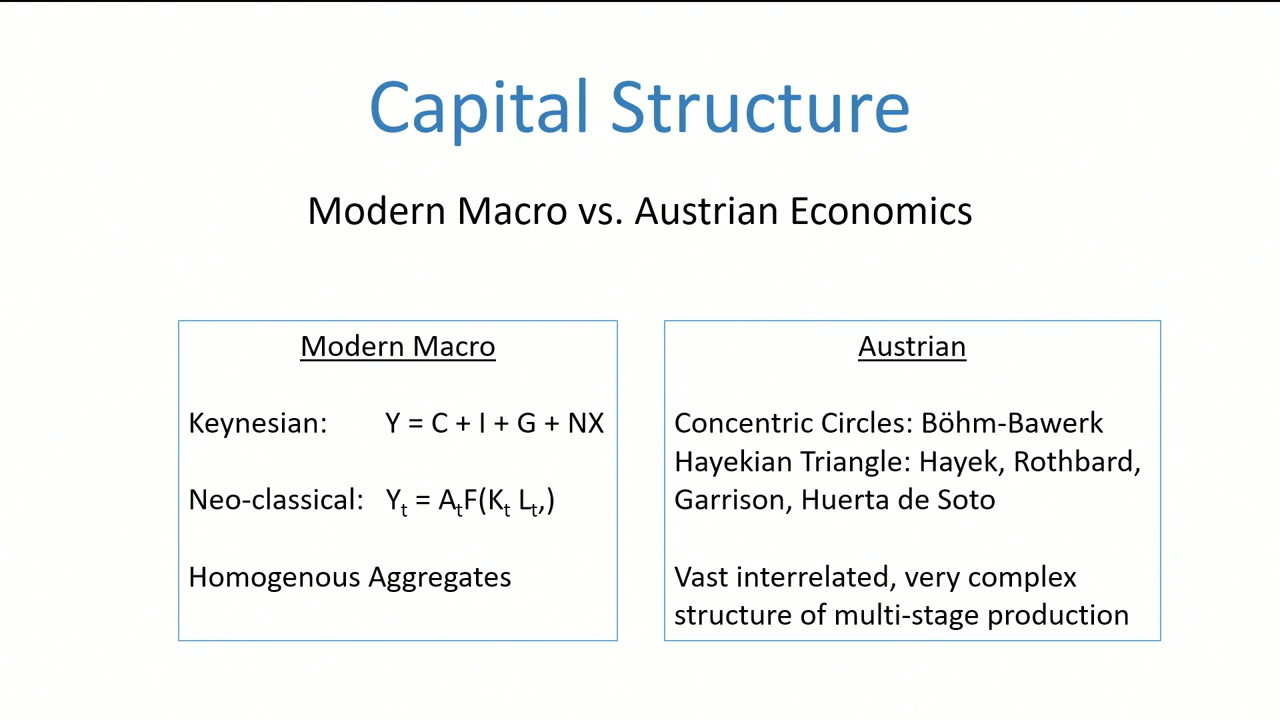 Capital Structure
Modern Macro vs. Austrian Economics
Modern Macro
Keynesian: Y = C + I + G + NX
Neo-classical: Yₜ = AₜF(Kₜ Lₜ,)
Homogenous Aggregates
Austrian
Concentric Circles: Böhm-Bawerk
Hayekian Triangle: Hayek, Rothbard,
Garrison, Huerta de Soto
Vast interrelated, very complex
structure of multi-stage production